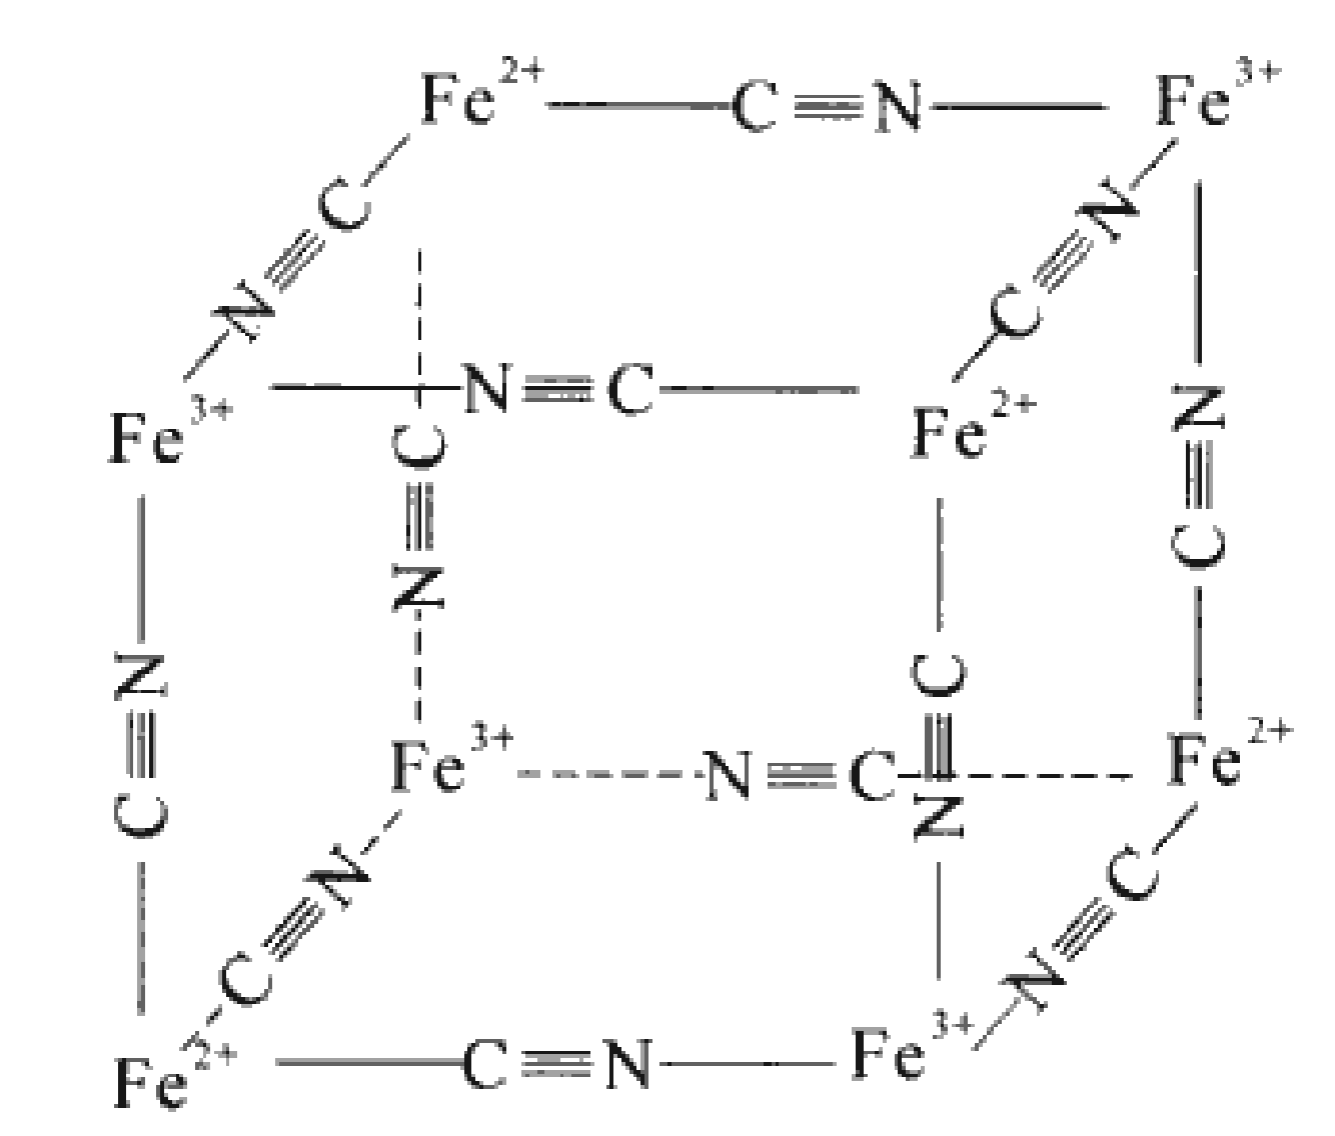 Fe²⁺ — C≡N — Fe³⁺
C≡N
N≡C
Fe³⁺ — N≡C — Fe²⁺
C≡N
N≡C
N≡C
C≡N
Fe³⁺ --- N≡C --- Fe²⁺
N≡C
C≡N
Fe²⁺ — C≡N — Fe³⁺